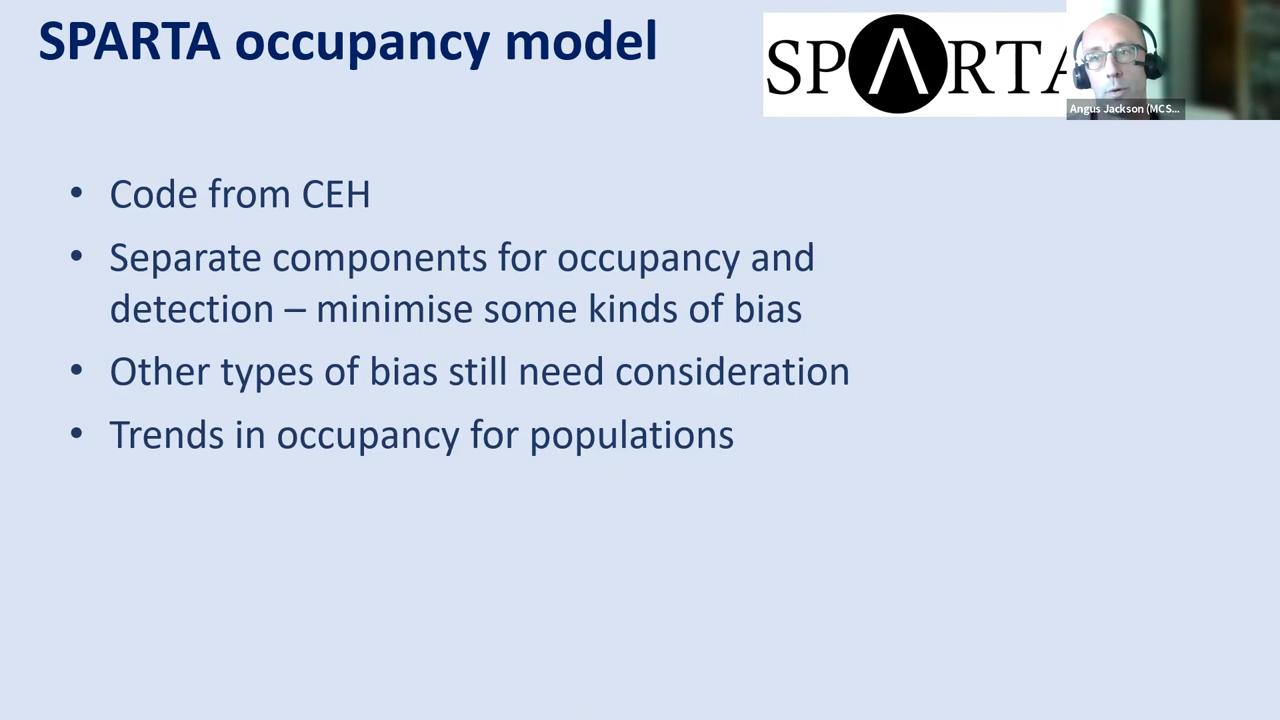 SPARTA occupancy model
SPARTA
Angus Jackson (MCS...
• Code from CEH
• Separate components for occupancy and
detection – minimise some kinds of bias
• Other types of bias still need consideration
• Trends in occupancy for populations